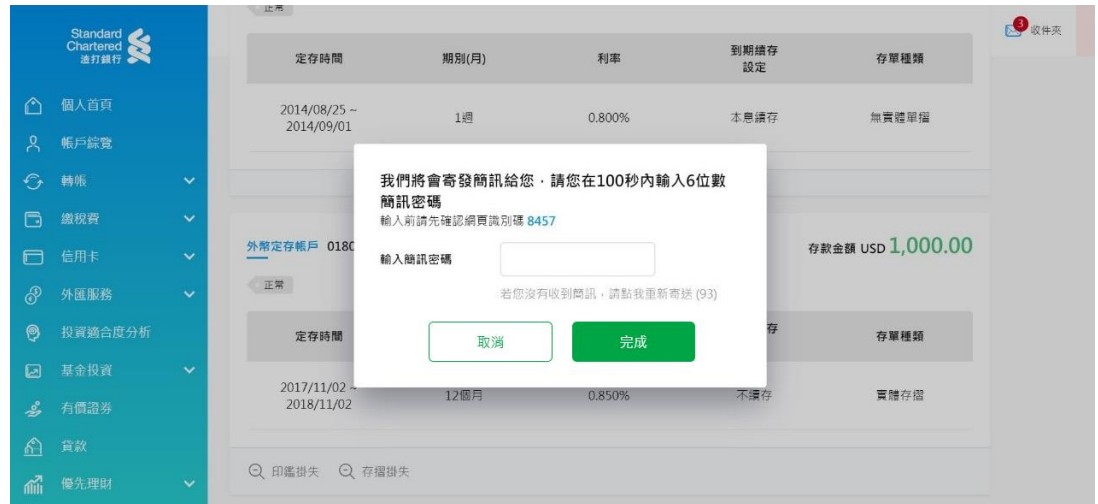 Standard
Chartered
渣打銀行
個人首頁
帳戶綜覽
轉帳
繳稅費
信用卡
外匯服務
投資適合度分析
基金投資
有價證券
貸款
優先理財
3 收件夾
正常
定存時間 期別(月) 利率 到期續存 存單種類
設定
2014/08/25 ~ 1週 0.800% 本息續存 無實體單摺
2014/09/01
我們將會寄發簡訊給您,請您在100秒內輸入6位數
簡訊密碼
輸入前請先確認網頁識別碼 8457
輸入簡訊密碼
若您沒有收到簡訊,請點我重新寄送 (93)
取消 完成
外幣定存帳戶 0180 存款金額 USD 1,000.00
正常
定存時間 存 存單種類
2017/11/02 ~ 12個月 0.850% 不續存 實體存摺
2018/11/02
印鑑掛失 存摺掛失